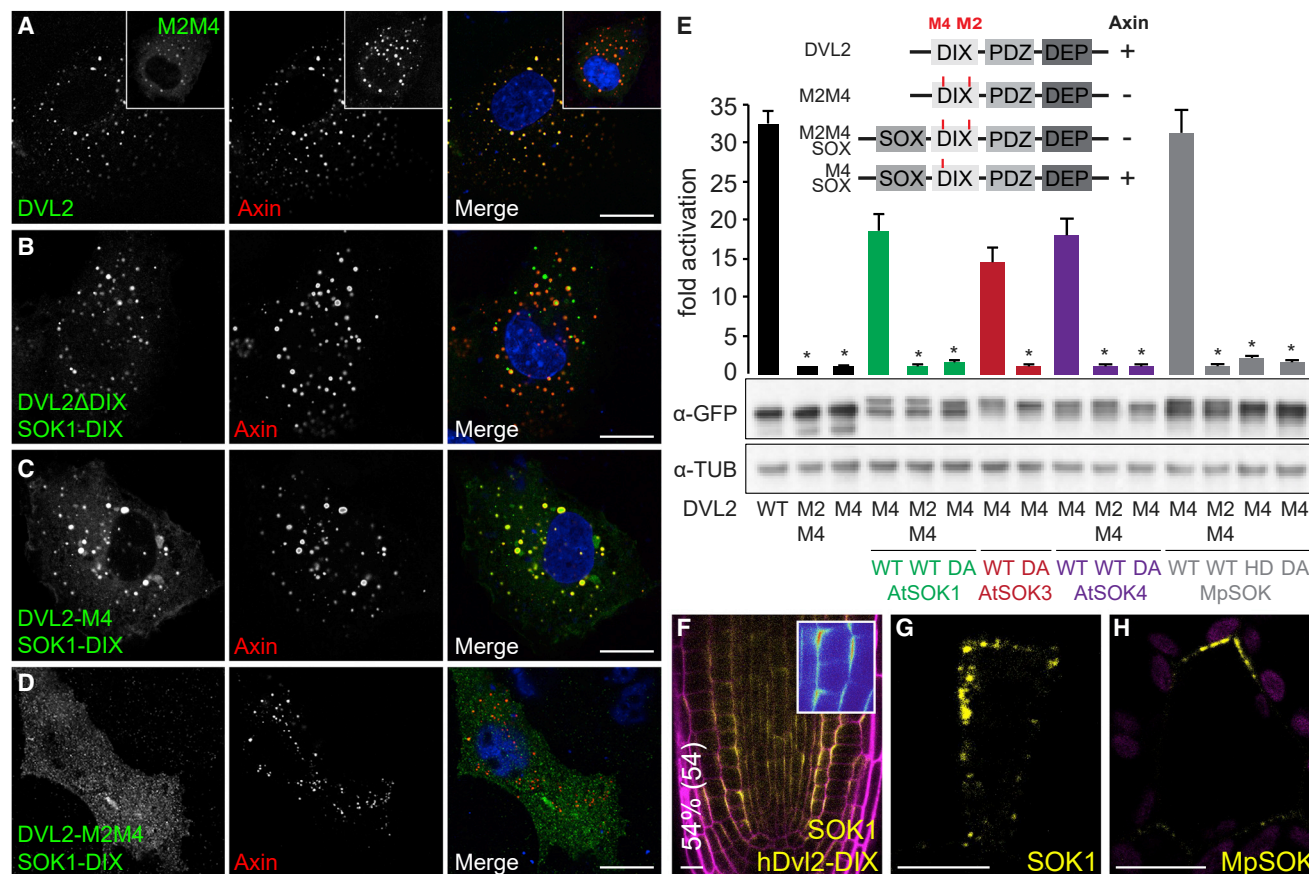 A
M2M4
DVL2
Axin
Merge
B
DVL2ΔDIX
SOK1-DIX
Axin
Merge
C
DVL2-M4
SOK1-DIX
Axin
Merge
D
DVL2-M2M4
SOK1-DIX
Axin
Merge
E
M4 M2
Axin
DVL2
DIX PDZ DEP
+
M2M4
DIX PDZ DEP
-
M2M4
SOX
SOX DIX PDZ DEP
-
M4
SOX
SOX DIX PDZ DEP
+
fold activation
35
30
25
20
15
10
5
0
* * * * * * * * * *
α-GFP
α-TUB
DVL2 WT M2 M4 M4 M2 M4 M4 M4 M4 M2 M4 M4 M2 M4 M4
M4 M4 M4 M4
WT WT DA WT DA WT WT DA WT WT HD DA
AtSOK1 AtSOK3 AtSOK4 MpSOK
F
54% (54)
SOK1
hDvl2-DIX
G
SOK1
H
MpSOK